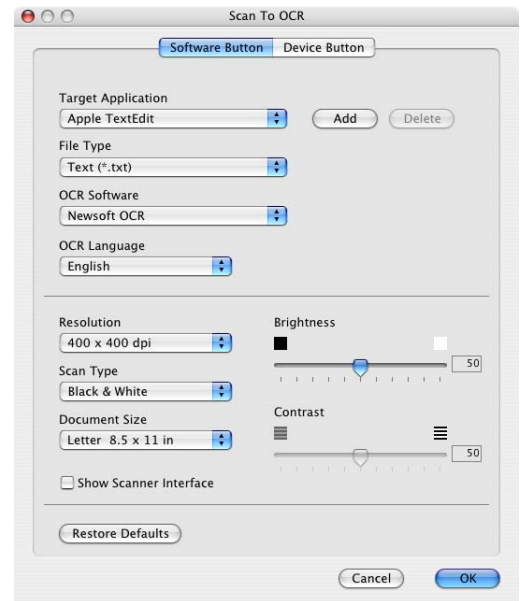 Scan To OCR
Software Button Device Button
Target Application
Apple TextEdit Add Delete
File Type
Text (*.txt)
OCR Software
Newsoft OCR
OCR Language
English
Resolution
400 x 400 dpi
Scan Type
Black & White
Document Size
Letter 8.5 x 11 in
Show Scanner Interface
Brightness
50
Contrast
50
Restore Defaults
Cancel OK